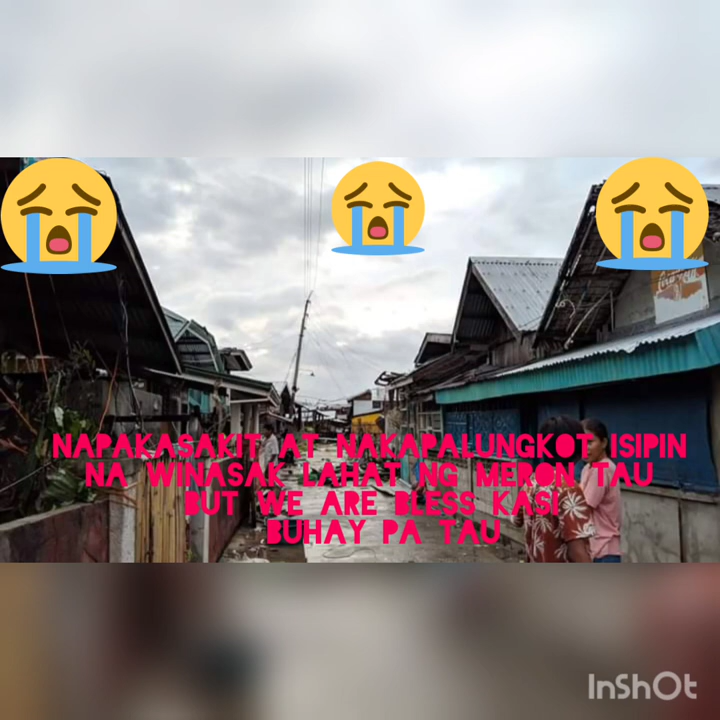 NAPAKASAKIT AT NAKAPALUNGKOT ISIPIN
NA WINASAK LAHAT NG MERON TAU
BUT WE ARE BLESS KASI
BUHAY PA TAU
InShOt